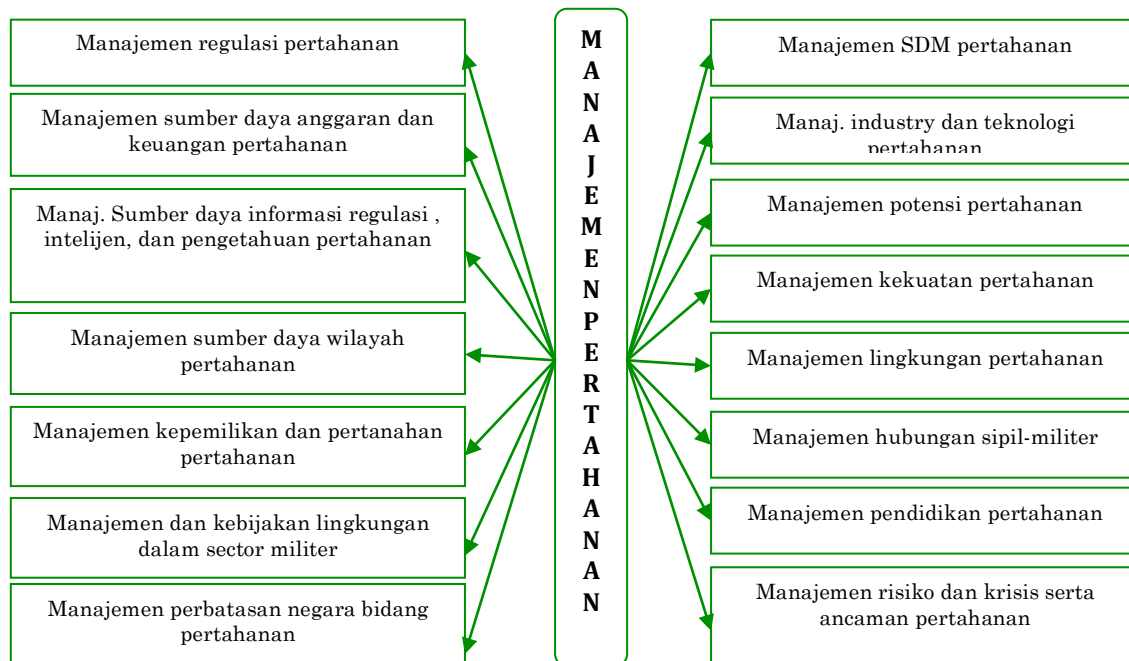 Manajemen regulasi pertahanan
Manajemen sumber daya anggaran dan
keuangan pertahanan
Manaj. Sumber daya informasi regulasi ,
intelijen, dan pengetahuan pertahanan
Manajemen sumber daya wilayah
pertahanan
Manajemen kepemilikan dan pertanahan
pertahanan
Manajemen dan kebijakan lingkungan
dalam sector militer
Manajemen perbatasan negara bidang
pertahanan
M
A
N
A
J
E
M
E
N
P
E
R
T
A
H
A
N
A
N
Manajemen SDM pertahanan
Manaj. industry dan teknologi
pertahanan
Manajemen potensi pertahanan
Manajemen kekuatan pertahanan
Manajemen lingkungan pertahanan
Manajemen hubungan sipil-militer
Manajemen pendidikan pertahanan
Manajemen risiko dan krisis serta
ancaman pertahanan